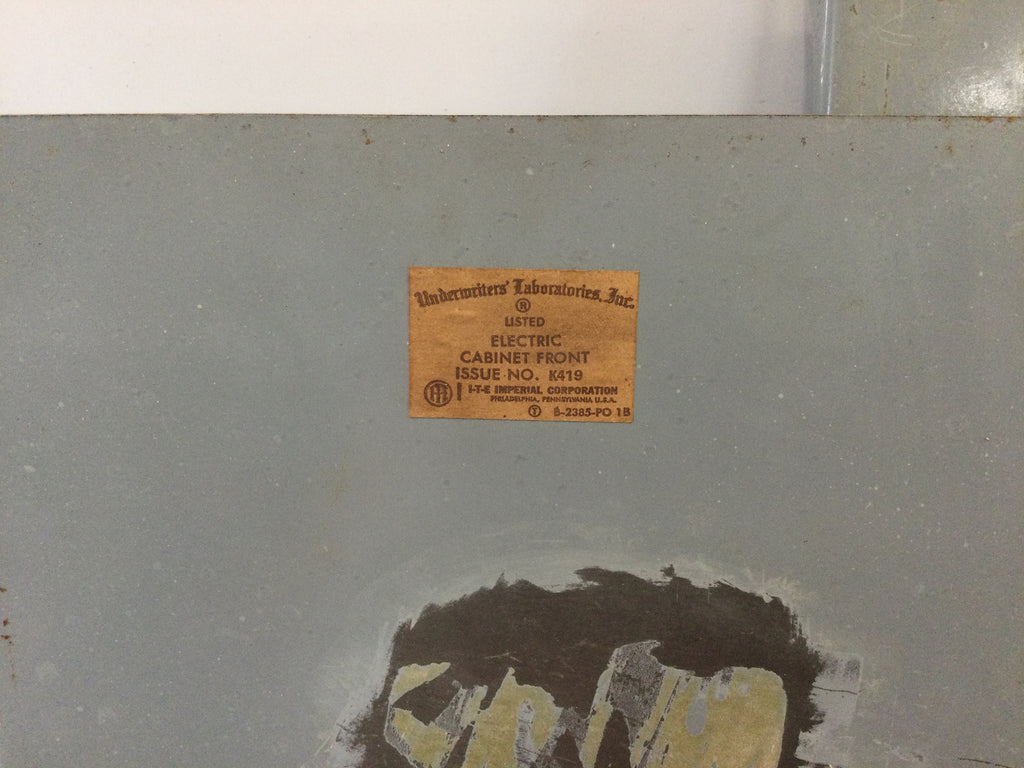 Underwriters' Laboratories, Inc.
®
LISTED
ELECTRIC
CABINET FRONT
ISSUE NO. K419
I-T-E IMPERIAL CORPORATION
PHILADELPHIA, PENNSYLVANIA U.S.A.
Ⓣ B-2385-PO 1B